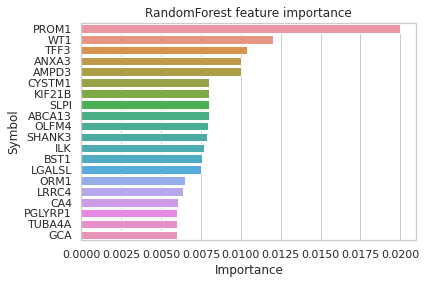 RandomForest feature importance
PROM1
WT1
TFF3
ANXA3
AMPD3
CYSTM1
KIF21B
SLPI
ABCA13
OLFM4
SHANK3
ILK
BST1
LGALSL
ORM1
LRRC4
CA4
PGLYRP1
TUBA4A
GCA
Symbol
0.0000 0.0025 0.0050 0.0075 0.0100 0.0125 0.0150 0.0175 0.0200
Importance